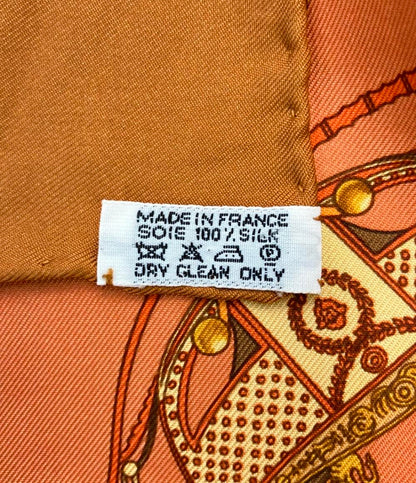 MADE IN FRANCE
SOIE 100% SILK
DRY CLEAN ONLY